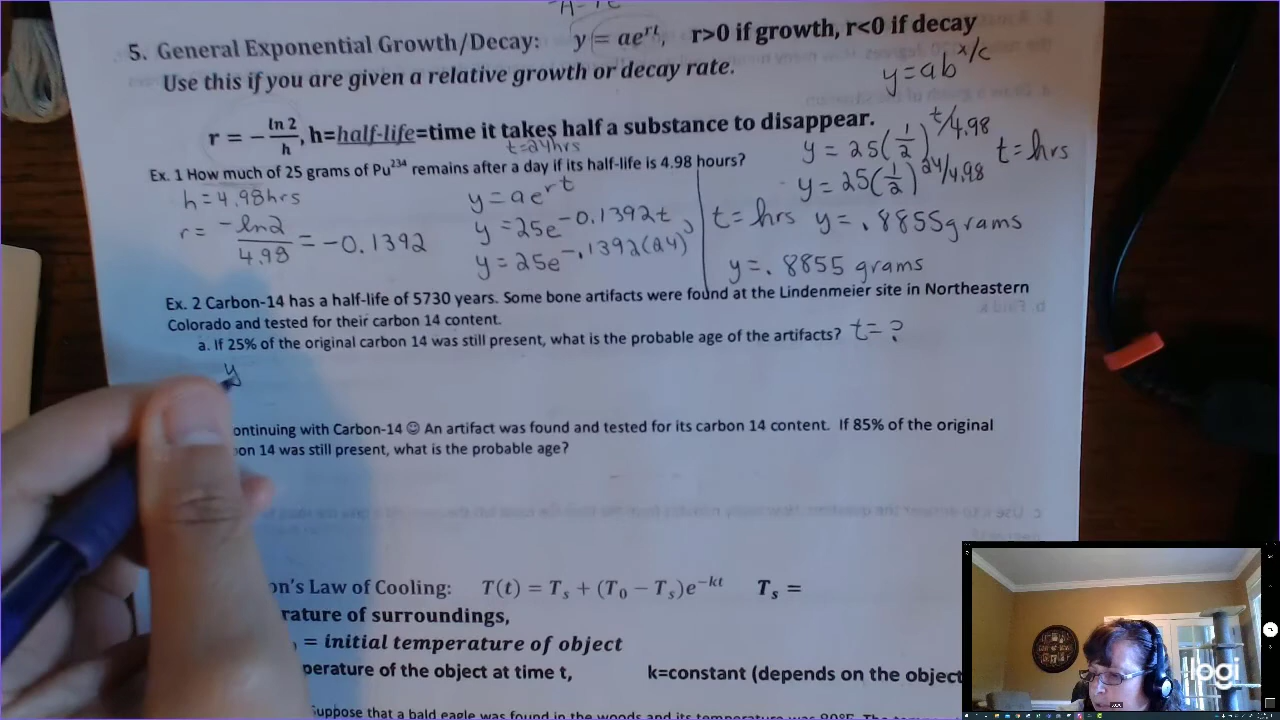 5. General Exponential Growth/Decay: y = ae^{rt}, r>0 if growth, r<0 if decay
Use this if you are given a relative growth or decay rate.
y=ab^{x/c}
r = −\frac{ln 2}{h}, h=half-life=time it takes half a substance to disappear.
t=24hrs
Ex. 1 How much of 25 grams of Pu^{234} remains after a day if its half-life is 4.98 hours?
y = 25(\frac{1}{2})^{t/4.98} t=hrs
h=4.98hrs
y=ae^{rt}
y=25(\frac{1}{2})^{24/4.98}
r= \frac{-ln2}{4.98} = -0.1392
y=25e^{-0.1392t}, t=hrs y=.8855grams
y=25e^{-.1392(24)}
y=.8855 grams
Ex. 2 Carbon-14 has a half-life of 5730 years. Some bone artifacts were found at the Lindenmeier site in Northeastern
Colorado and tested for their carbon 14 content.
a. If 25% of the original carbon 14 was still present, what is the probable age of the artifacts? t=?
y
ontinuing with Carbon-14 ☺ An artifact was found and tested for its carbon 14 content. If 85% of the original
on 14 was still present, what is the probable age?
on's Law of Cooling: T(t) = T_s + (T_0 − T_s)e^{−kt} T_s =
rature of surroundings,
= initial temperature of object
perature of the object at time t, k=constant (depends on the object
Suppose that a bald eagle was found in the woods and its temperature was
logi